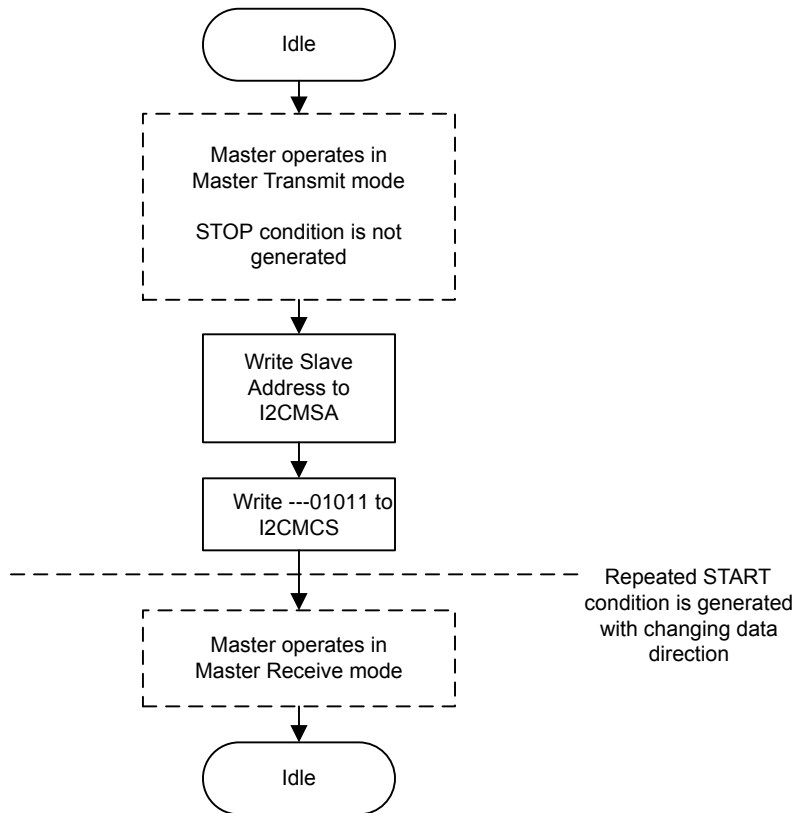 Idle
Master operates in
Master Transmit mode
STOP condition is not
generated
Write Slave
Address to
I2CMSA
Write ---01011 to
I2CMCS
Repeated START
condition is generated
with changing data
direction
Master operates in
Master Receive mode
Idle